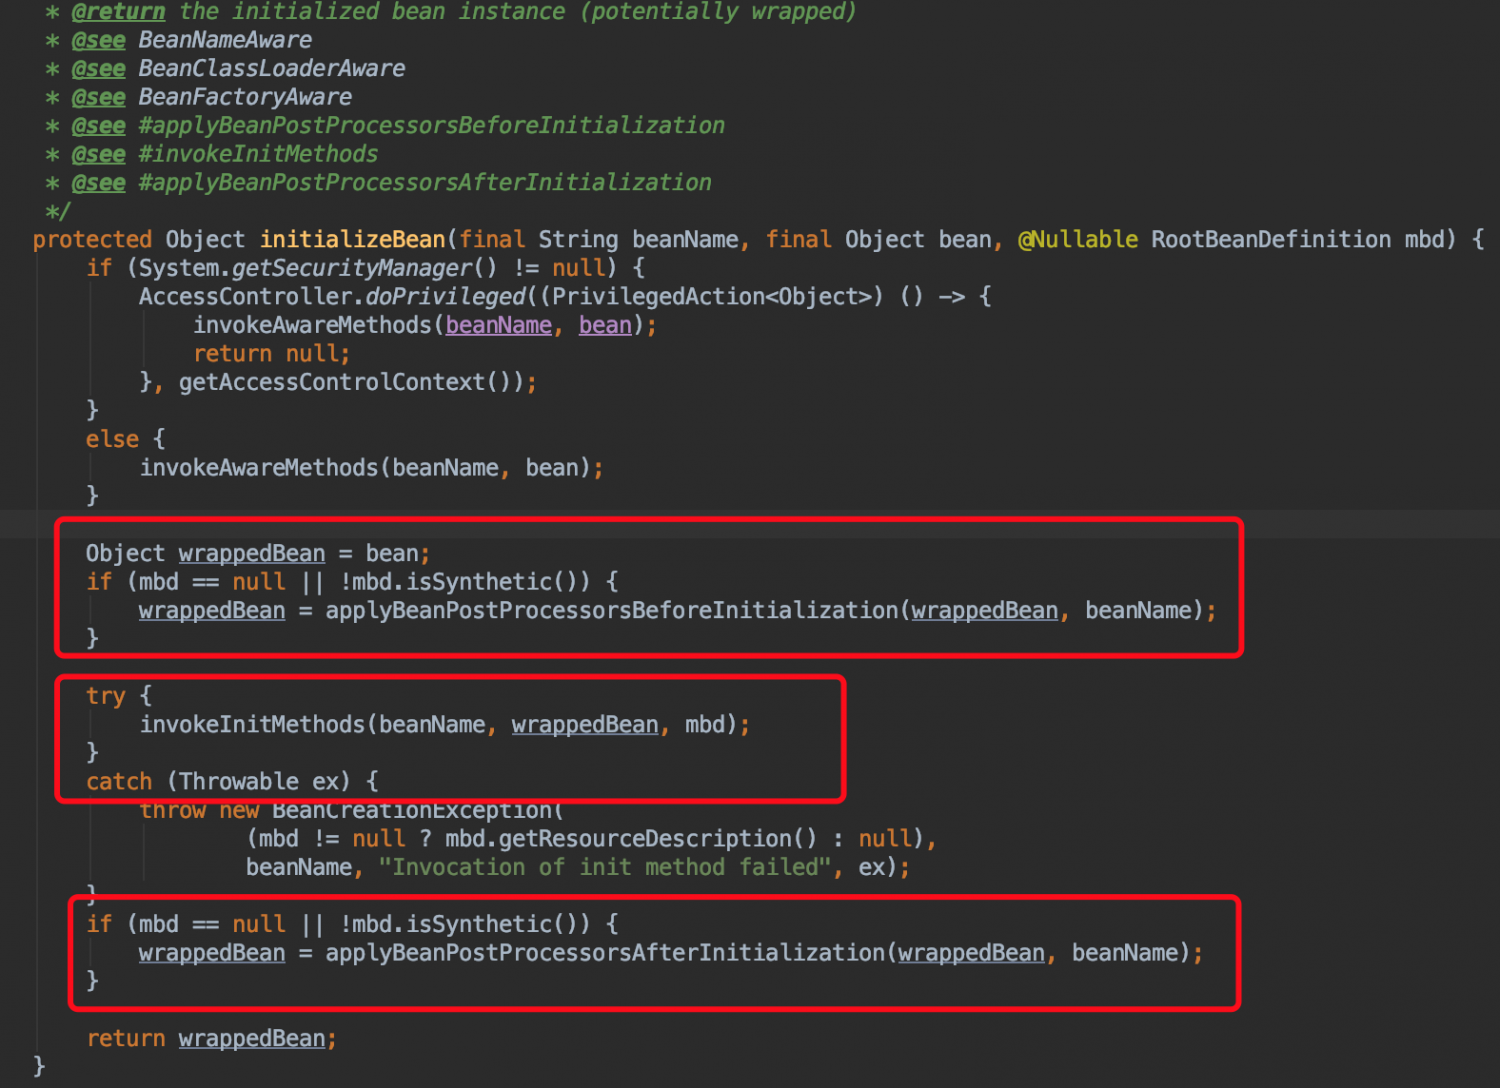 * @return the initialized bean instance (potentially wrapped)
* @see BeanNameAware
* @see BeanClassLoaderAware
* @see BeanFactoryAware
* @see #applyBeanPostProcessorsBeforeInitialization
* @see #invokeInitMethods
* @see #applyBeanPostProcessorsAfterInitialization
*/
protected Object initializeBean(final String beanName, final Object bean, @Nullable RootBeanDefinition mbd) {
if (System.getSecurityManager() != null) {
AccessController.doPrivileged((PrivilegedAction<Object>) () -> {
invokeAwareMethods(beanName, bean);
return null;
}, getAccessControlContext());
}
else {
invokeAwareMethods(beanName, bean);
}
Object wrappedBean = bean;
if (mbd == null || !mbd.isSynthetic()) {
wrappedBean = applyBeanPostProcessorsBeforeInitialization(wrappedBean, beanName);
}
try {
invokeInitMethods(beanName, wrappedBean, mbd);
}
catch (Throwable ex) {
throw new BeanCreationException(
(mbd != null ? mbd.getResourceDescription() : null),
beanName, "Invocation of init method failed", ex);
}
if (mbd == null || !mbd.isSynthetic()) {
wrappedBean = applyBeanPostProcessorsAfterInitialization(wrappedBean, beanName);
}
return wrappedBean;
}